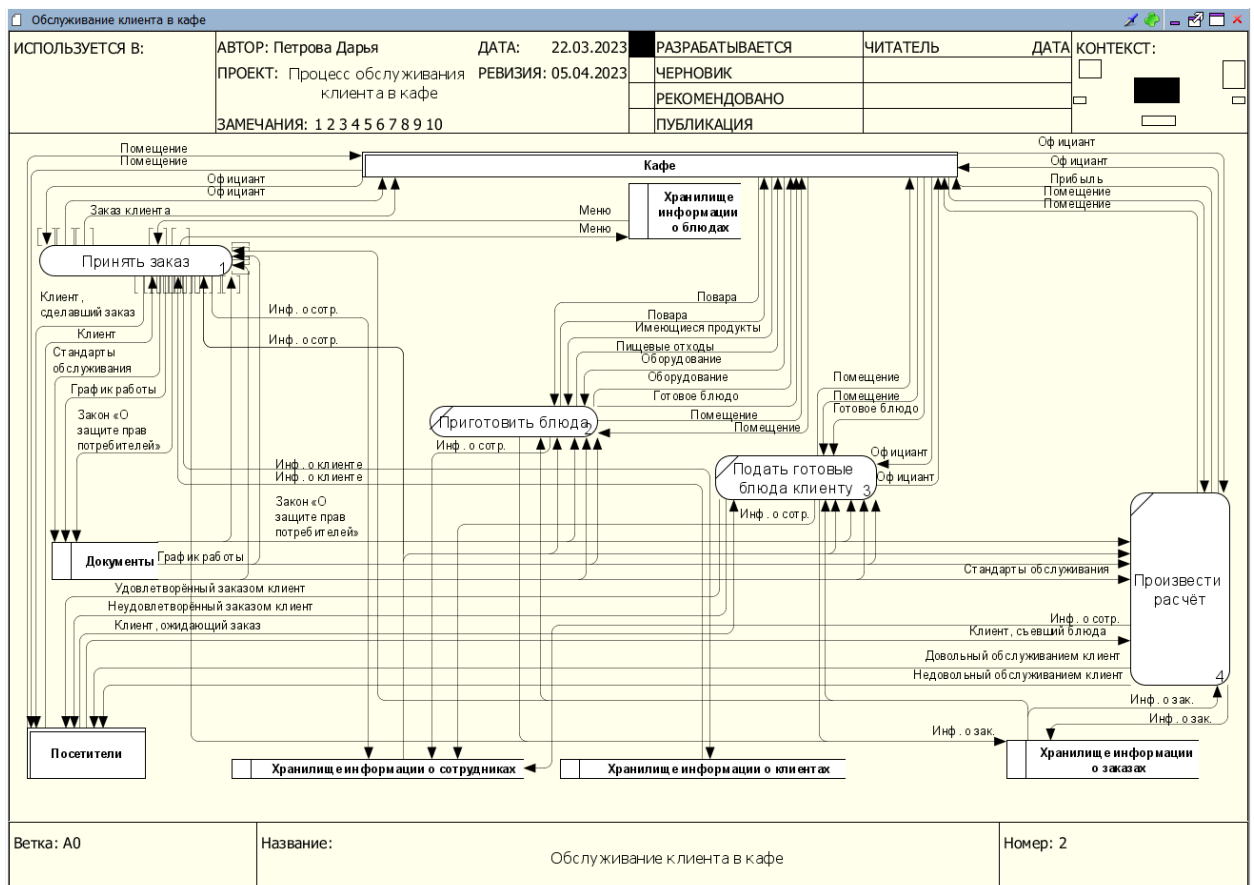 Обслуживание клиента в кафе
ИСПОЛЬЗУЕТСЯ В:
АВТОР: Петрова Дарья
ДАТА: 22.03.2023
РАЗРАБАТЫВАЕТСЯ
ЧИТАТЕЛЬ
ДАТА
КОНТЕКСТ:
ПРОЕКТ: Процесс обслуживания
клиента в кафе
РЕВИЗИЯ: 05.04.2023
ЧЕРНОВИК
РЕКОМЕНДОВАНО
ЗАМЕЧАНИЯ: 1 2 3 4 5 6 7 8 9 10
ПУБЛИКАЦИЯ
Помещение
Помещение
Официант
Официант
Заказ клиента
Кафе
Официант
Официант
Прибыль
Помещение
Помещение
Меню
Меню
Хранилище
информации
о блюдах
Принять заказ
1
Клиент,
сделавший заказ
Клиент
Стандарты
обслуживания
График работы
Закон «О
защите прав
потребителей»
Инф. о сотр.
Инф. о сотр.
Повара
Повара
Имеющиеся продукты
Пищевые отходы
Оборудование
Оборудование
Готовое блюдо
Помещение
Помещение
Приготовить блюда
2
Инф. о сотр.
Помещение
Помещение
Готовое блюдо
Официант
Официант
Подать готовые
блюда клиенту
3
Инф. о сотр.
Инф. о клиенте
Инф. о клиенте
Закон «О
защите прав
потребителей»
Документы
График работы
Стандарты обслуживания
Произвести
расчёт
4
Удовлетворённый заказом клиент
Неудовлетворённый заказом клиент
Клиент, ожидающий заказ
Инф. о сотр.
Клиент, съевший блюда
Довольный обслуживанием клиент
Недовольный обслуживанием клиент
Инф. о зак.
Инф. о зак.
Инф. о зак.
Посетители
Хранилище информации о сотрудниках
Хранилище информации о клиентах
Хранилище информации
о заказах
Ветка: A0
Название:
Обслуживание клиента в кафе
Номер: 2